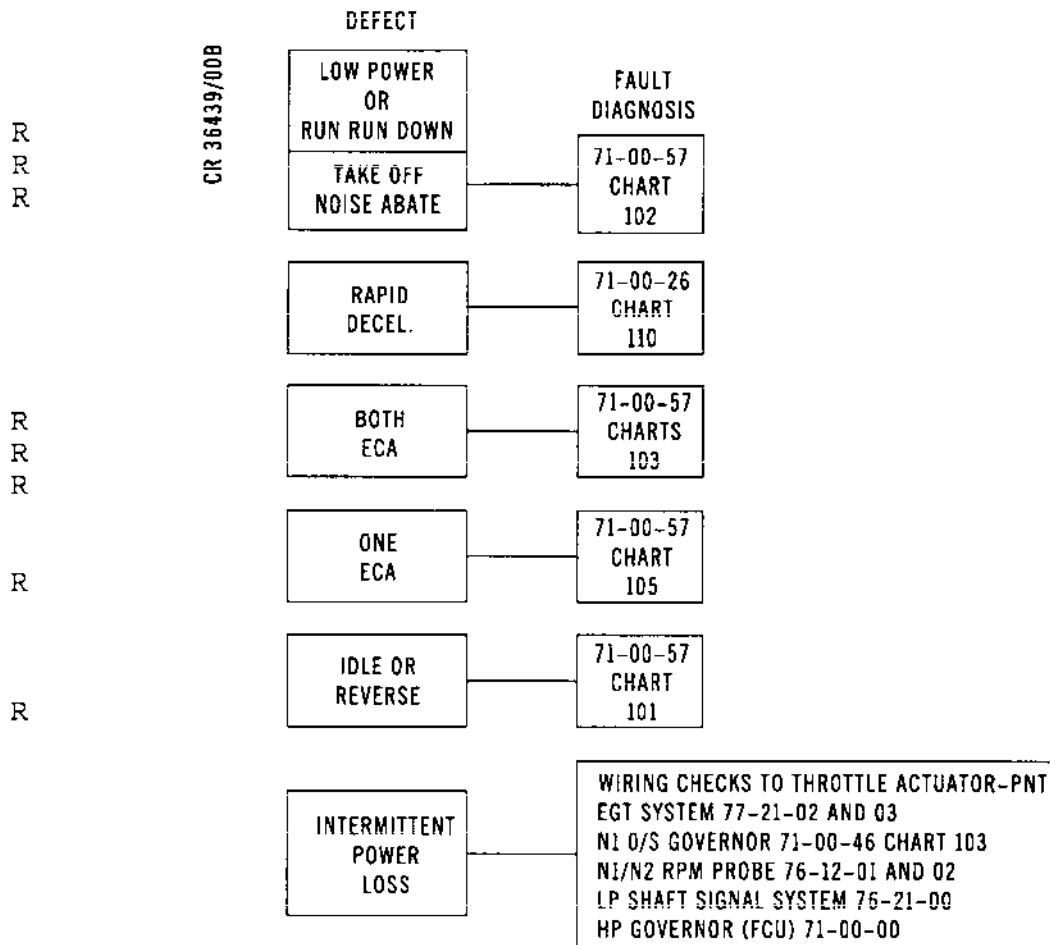 DEFECT
CR 36439/00B
LOW POWER
OR
RUN RUN DOWN
TAKE OFF
NOISE ABATE
FAULT
DIAGNOSIS
71-00-57
CHART
102
R
R
R
RAPID
DECEL.
71-00-26
CHART
110
BOTH
ECA
71-00-57
CHARTS
103
R
R
R
ONE
ECA
71-00-57
CHART
105
R
IDLE OR
REVERSE
71-00-57
CHART
101
R
INTERMITTENT
POWER
LOSS
WIRING CHECKS TO THROTTLE ACTUATOR-PNT
EGT SYSTEM 77-21-02 AND 03
N1 O/S GOVERNOR 71-00-46 CHART 103
N1/N2 RPM PROBE 76-12-01 AND 02
LP SHAFT SIGNAL SYSTEM 76-21-00
HP GOVERNOR (FCU) 71-00-00